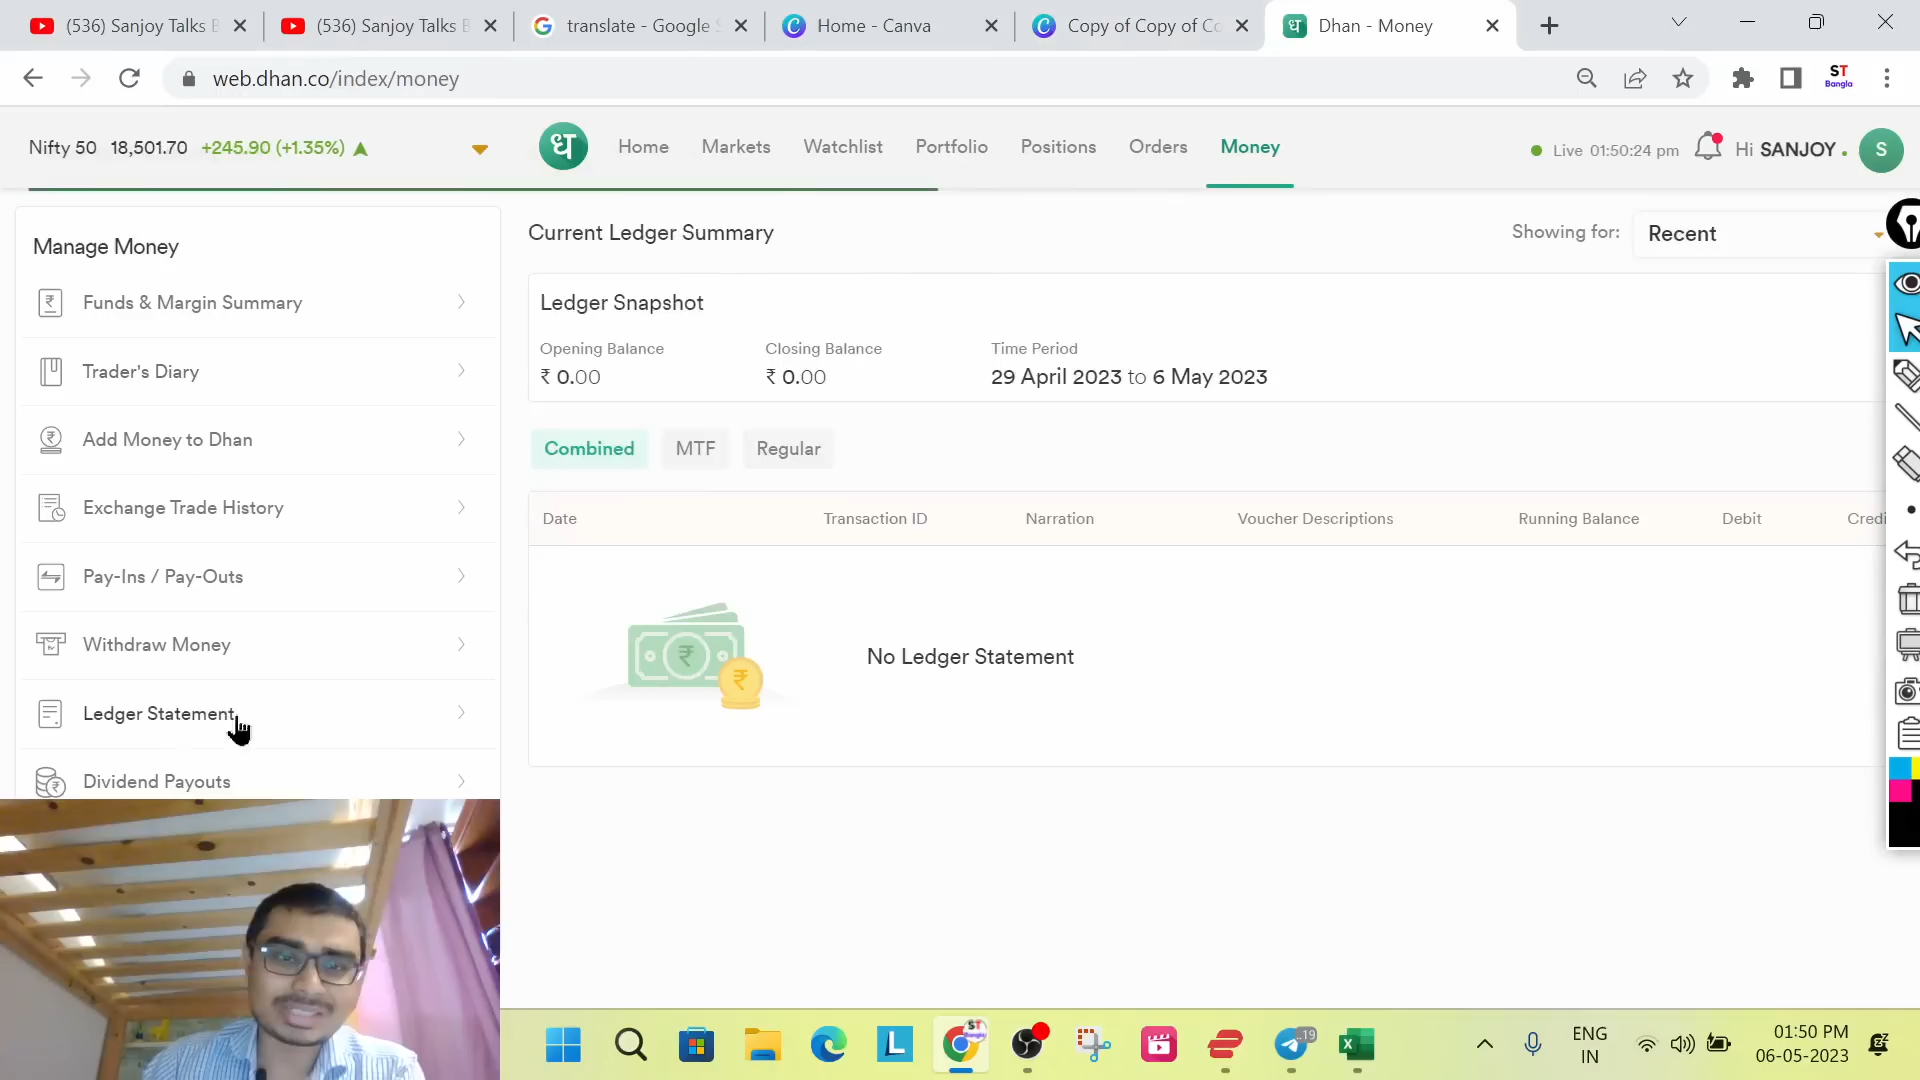 (536) Sanjoy Talks B
(536) Sanjoy Talks B
translate - Google S
Home - Canva
Copy of Copy of Co
Dhan - Money
web.dhan.co/index/money
ST
Bangla
Nifty 50 18,501.70 +245.90 (+1.35%)
ध
Home
Markets
Watchlist
Portfolio
Positions
Orders
Money
Live 01:50:24 pm
Hi SANJOY
S
Manage Money
Funds & Margin Summary
Trader's Diary
Add Money to Dhan
Exchange Trade History
Pay-Ins / Pay-Outs
Withdraw Money
Ledger Statement
Dividend Payouts
Current Ledger Summary
Showing for: Recent
Ledger Snapshot
Opening Balance
Closing Balance
Time Period
₹ 0.00
₹ 0.00
29 April 2023 to 6 May 2023
Combined
MTF
Regular
Date
Transaction ID
Narration
Voucher Descriptions
Running Balance
Debit
Credi
No Ledger Statement
ENG
IN
01:50 PM
06-05-2023